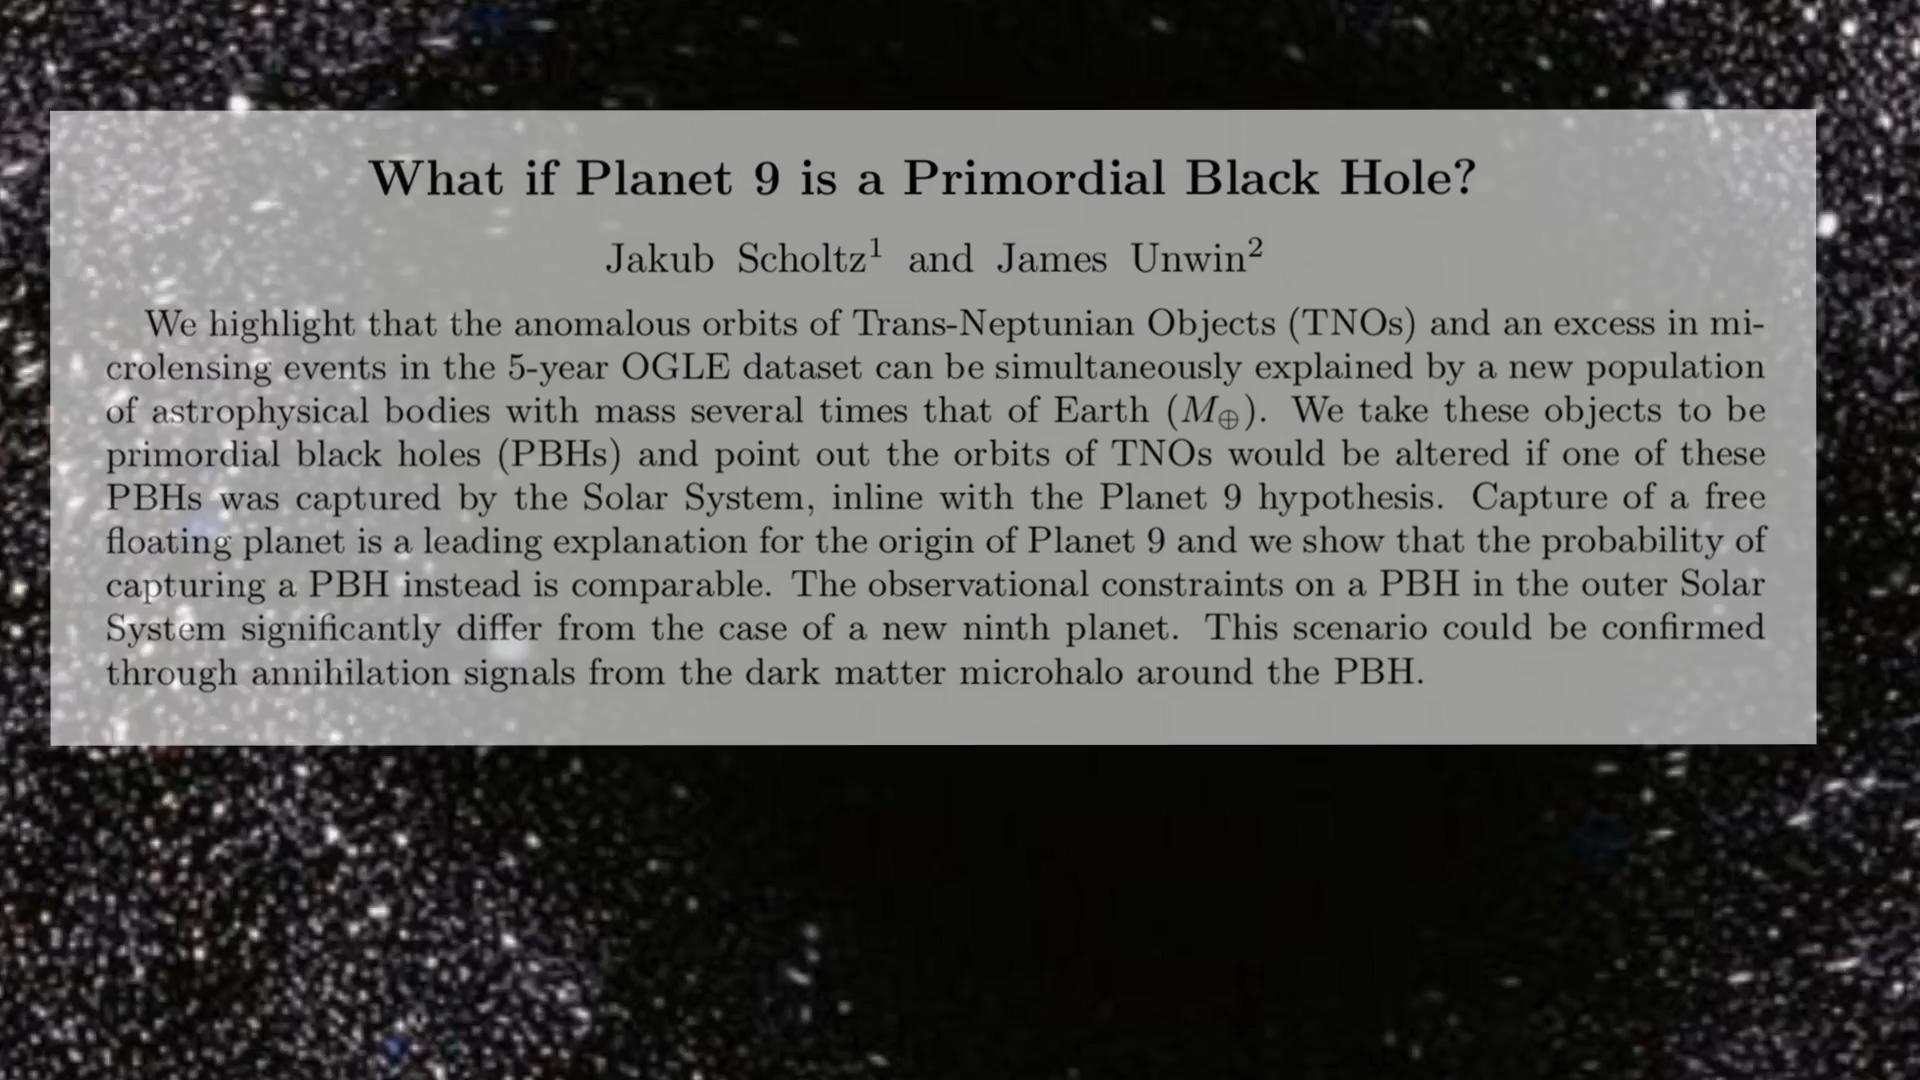 What if Planet 9 is a Primordial Black Hole?
Jakub Scholtz¹ and James Unwin²
We highlight that the anomalous orbits of Trans-Neptunian Objects (TNOs) and an excess in mi-
crolensing events in the 5-year OGLE dataset can be simultaneously explained by a new population
of astrophysical bodies with mass several times that of Earth (M⊕). We take these objects to be
primordial black holes (PBHs) and point out the orbits of TNOs would be altered if one of these
PBHs was captured by the Solar System, inline with the Planet 9 hypothesis. Capture of a free
floating planet is a leading explanation for the origin of Planet 9 and we show that the probability of
capturing a PBH instead is comparable. The observational constraints on a PBH in the outer Solar
System significantly differ from the case of a new ninth planet. This scenario could be confirmed
through annihilation signals from the dark matter microhalo around the PBH.